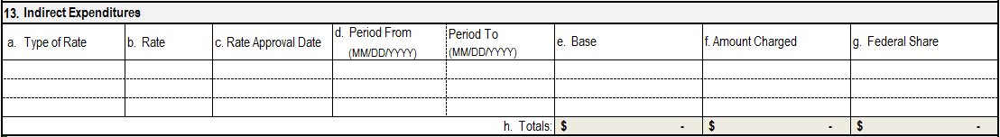 13. Indirect Expenditures
a. Type of Rate b. Rate c. Rate Approval Date d. Period From (MM/DD/YYYY) Period To (MM/DD/YYYY) e. Base f. Amount Charged g. Federal Share
h. Totals: $ - $ - $ -